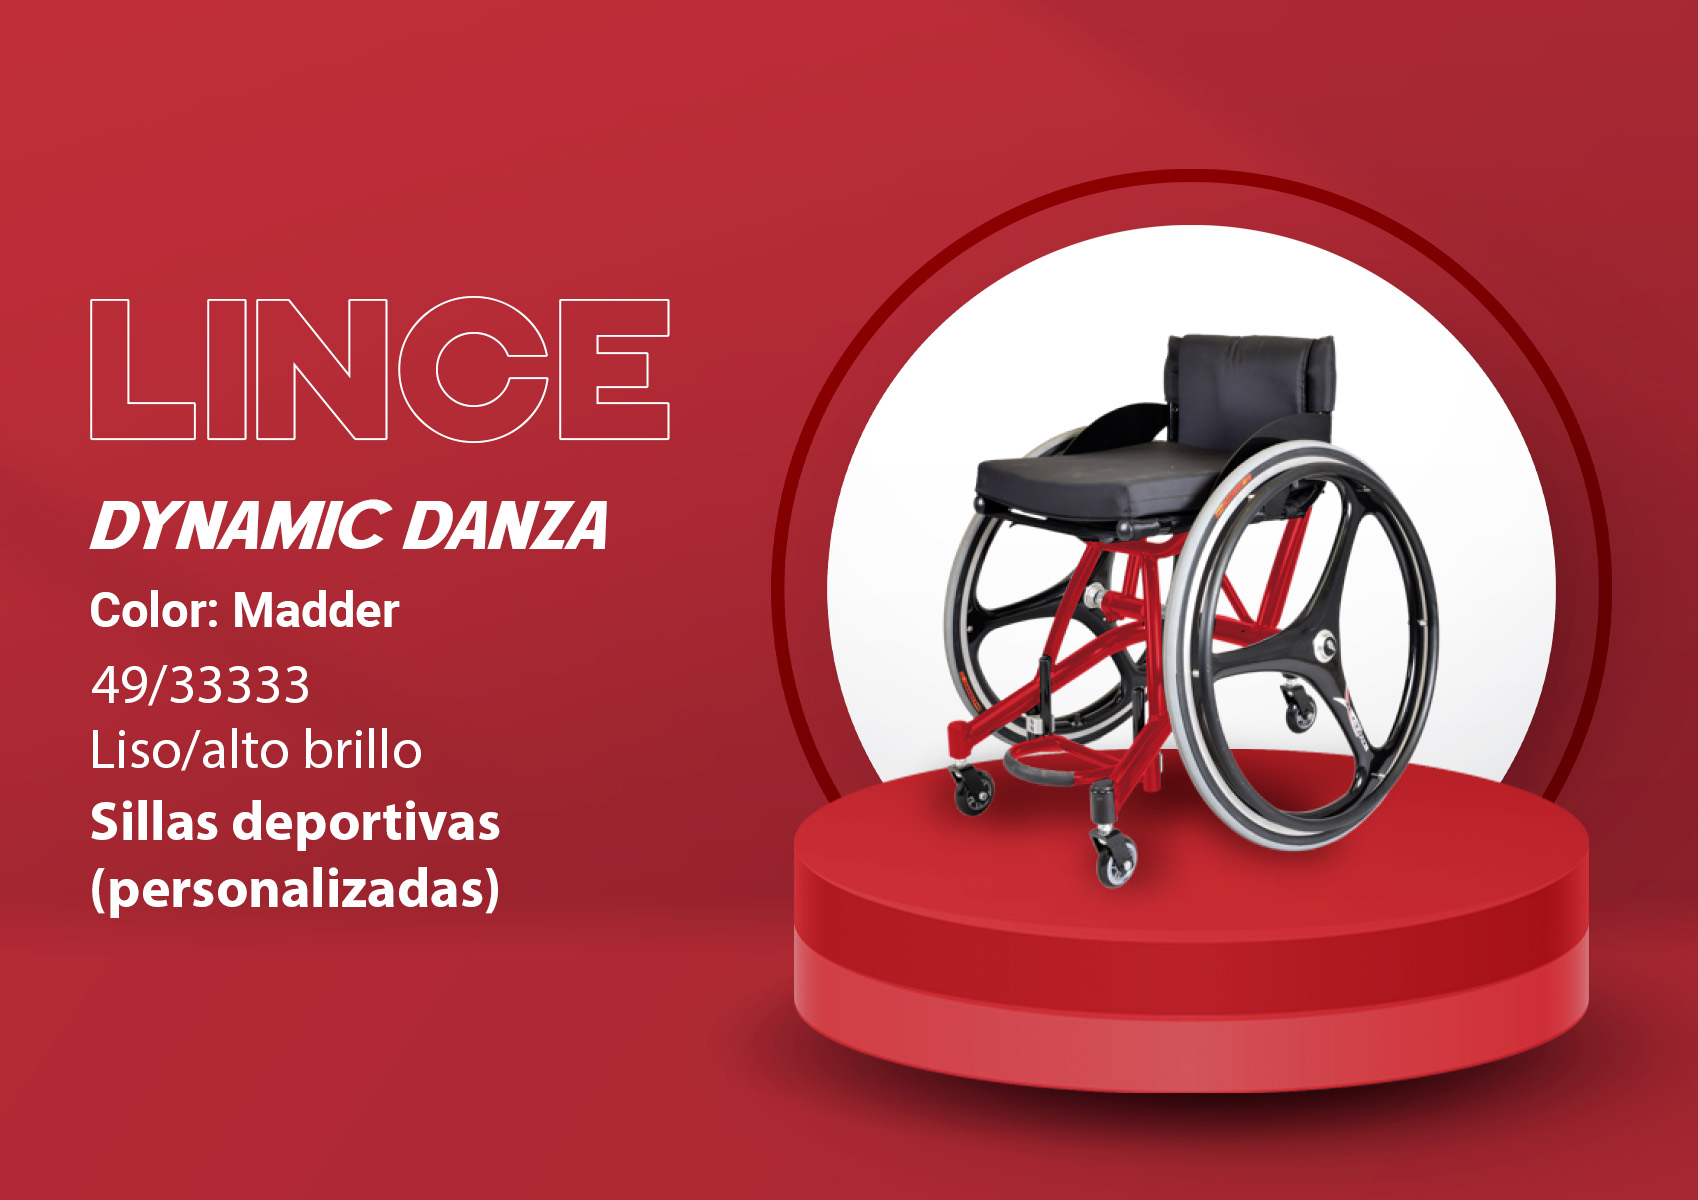 LINCE
DYNAMIC DANZA
Color: Madder
49/33333
Liso/alto brillo
Sillas deportivas
(personalizadas)